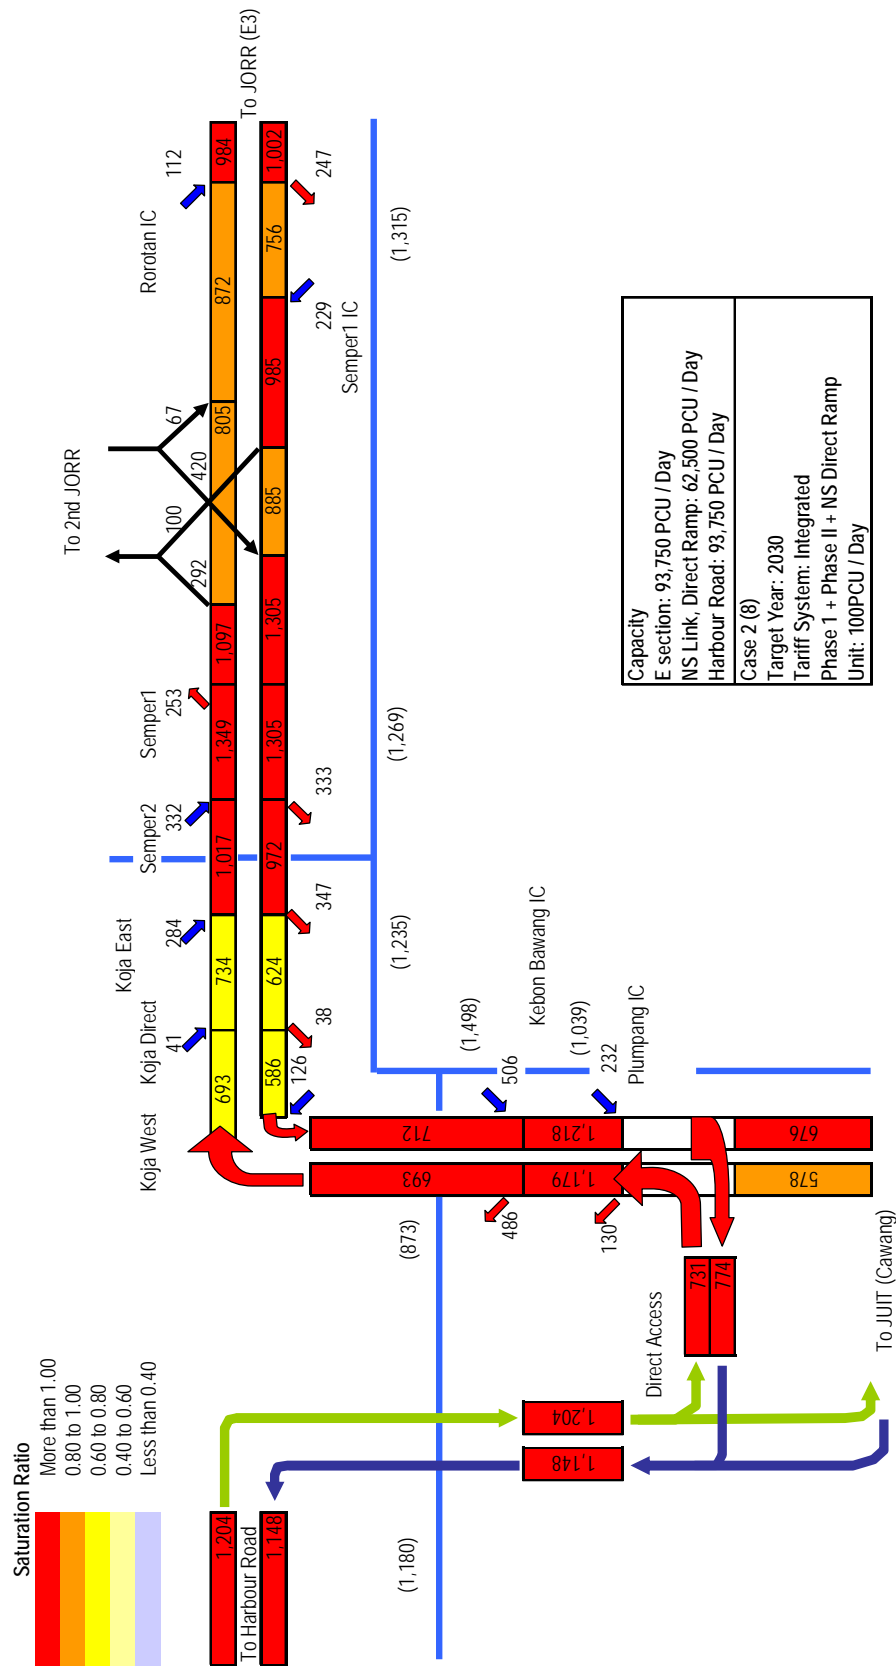 Saturation Ratio
More than 1.00
0.80 to 1.00
0.60 to 0.80
0.40 to 0.60
Less than 0.40
1,204
To Harbour Road
1,148
(1,180)
1,204
1,148
Direct Access
731
774
To JUIT (Cawang)
(873)
Koja West
Koja Direct
Koja East
Semper2
Semper1
To 2nd JORR
Rorotan IC
To JORR (E3)
41
284
332
253
292
100
420
67
112
693
734
1,017
1,349
1,097
805
872
984
586
624
972
1,305
1,305
885
985
756
1,002
126
38
347
333
229
Semper1 IC
247
712
1,218
676
693
1,179
578
486
130
506
232
(1,498)
Kebon Bawang IC
(1,039)
Plumpang IC
(1,235)
(1,269)
(1,315)
Capacity
E section: 93,750 PCU / Day
NS Link, Direct Ramp: 62,500 PCU / Day
Harbour Road: 93,750 PCU / Day
Case 2 (8)
Target Year: 2030
Tariff System: Integrated
Phase 1 + Phase II + NS Direct Ramp
Unit: 100PCU / Day